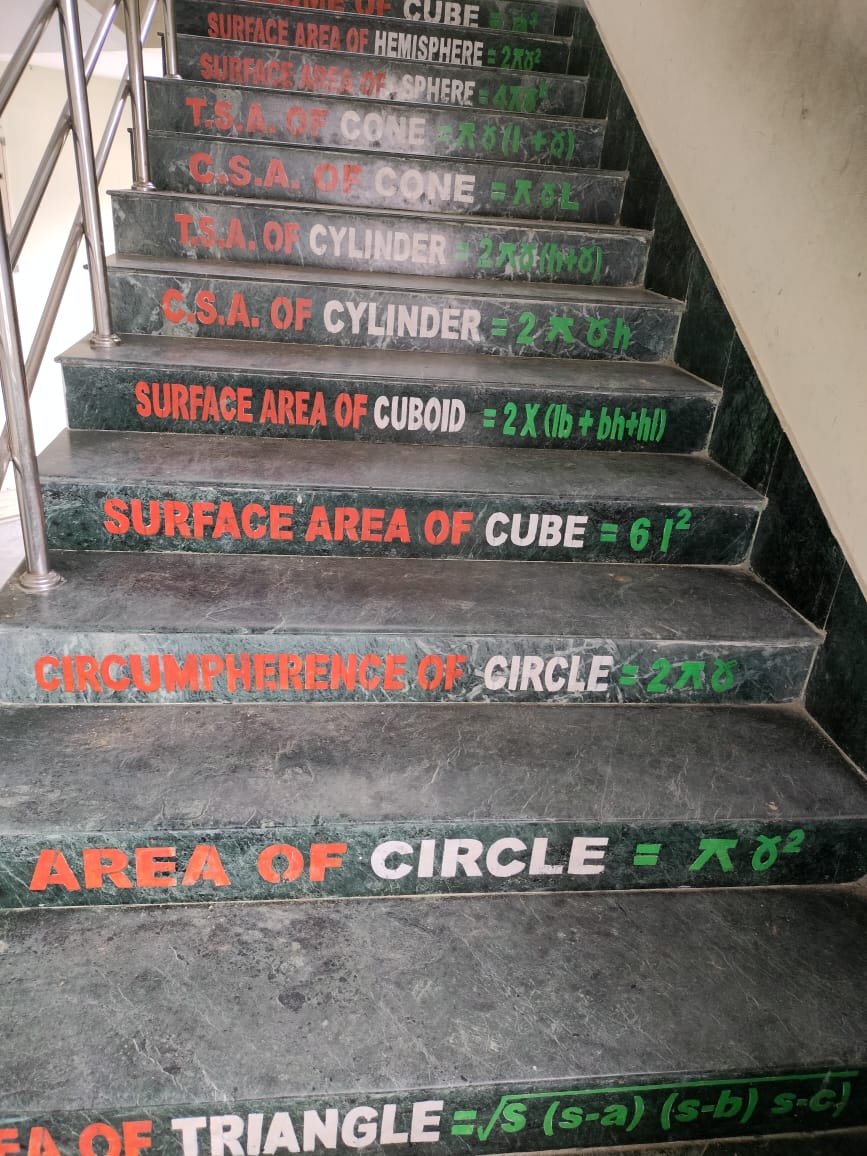 CUBE =
SURFACE AREA OF HEMISPHERE = 2πr²
SURFACE AREA OF SPHERE = 4πr²
T.S.A. OF CONE = πr(l + r)
C.S.A. OF CONE = πrL
T.S.A. OF CYLINDER = 2πr(h+r)
C.S.A. OF CYLINDER = 2πrh
SURFACE AREA OF CUBOID = 2X(lb + bh+hl)
SURFACE AREA OF CUBE = 6 l²
CIRCUMPHERENCE OF CIRCLE = 2πr
AREA OF CIRCLE = πr²
OF TRIANGLE = √S (s-a) (s-b) s-c)